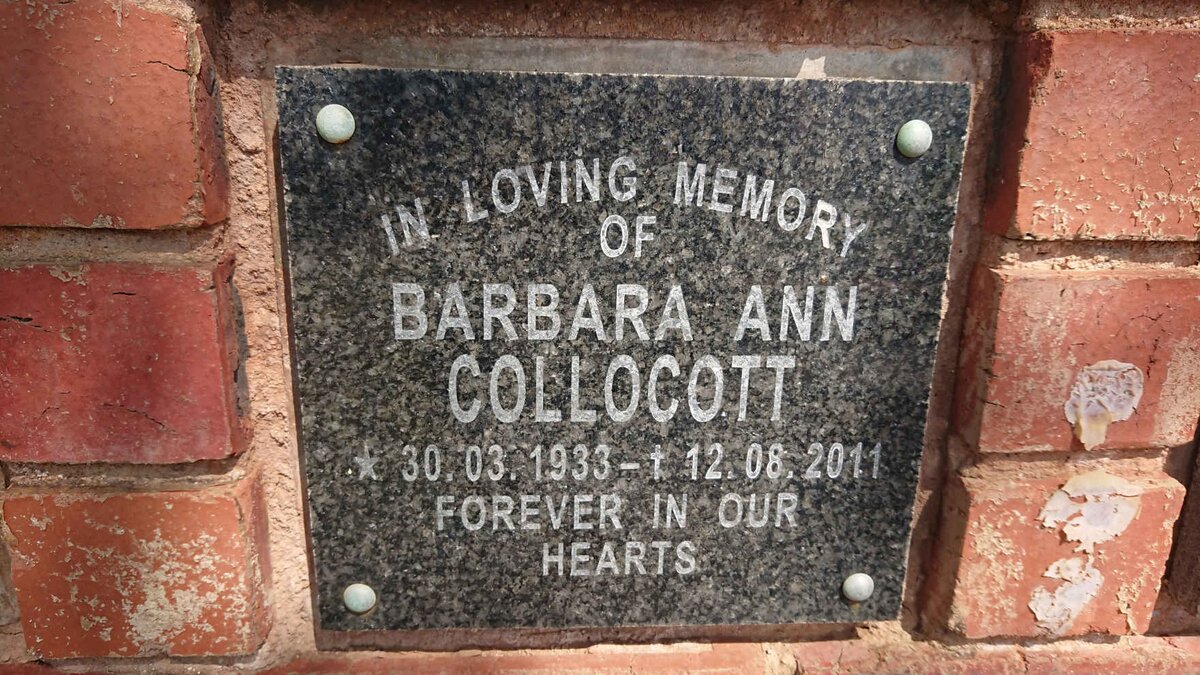 IN LOVING MEMORY
OF
BARBARA ANN
COLLOCOTT
★ 30.03.1933 – † 12.08.2011
FOREVER IN OUR
HEARTS